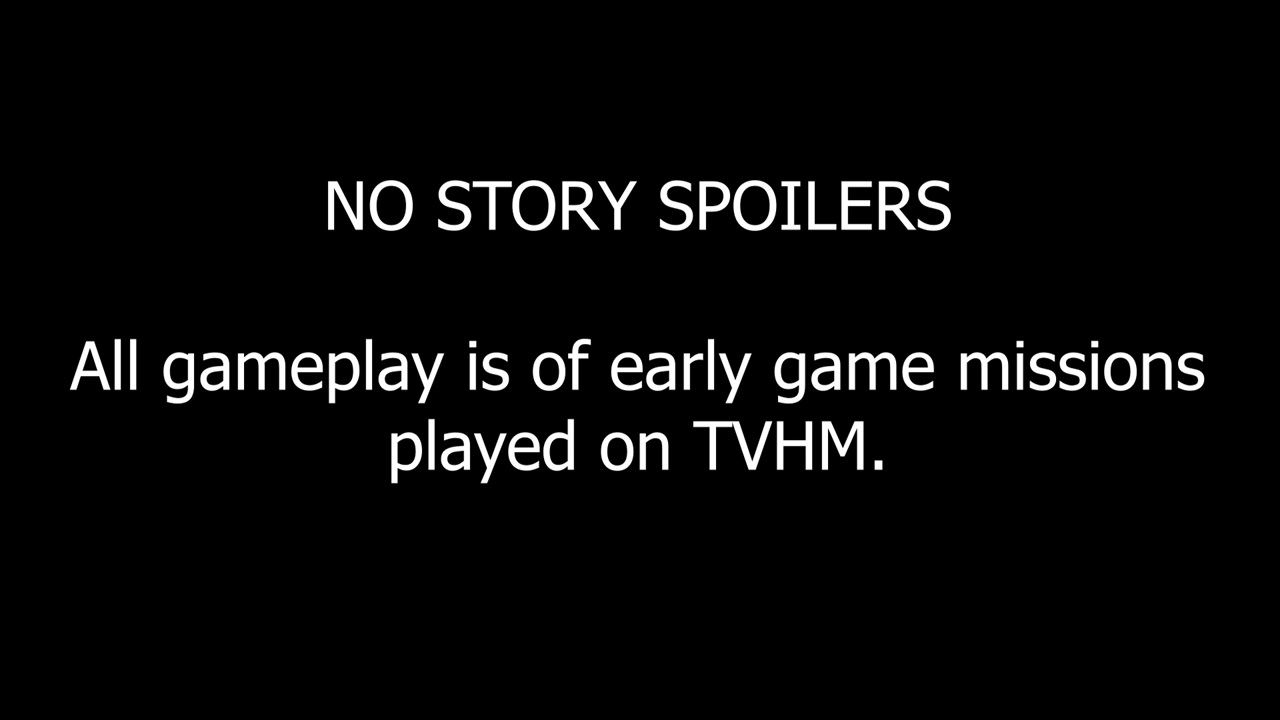 NO STORY SPOILERS
All gameplay is of early game missions
played on TVHM.